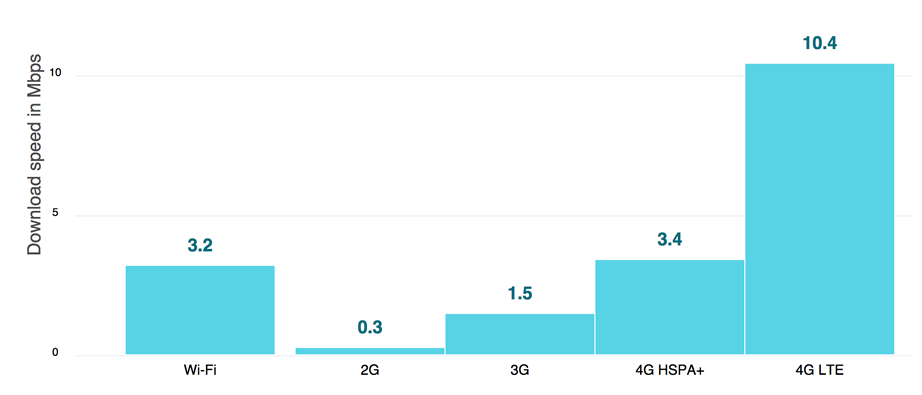 Download speed in Mbps
10
5
0
3.2
0.3
1.5
3.4
10.4
Wi-Fi
2G
3G
4G HSPA+
4G LTE